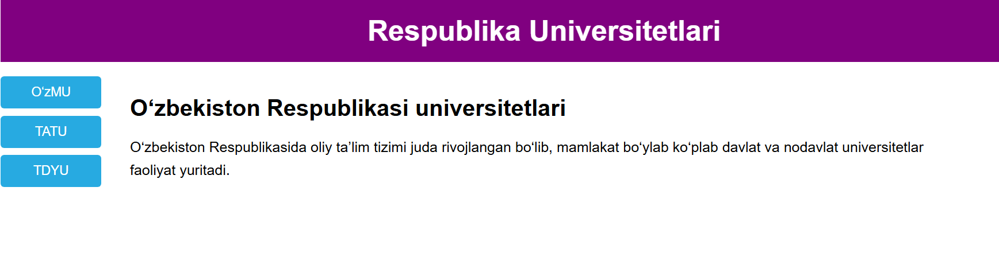 Respublika Universitetlari
O‘zMU
TATU
TDYU
O‘zbekiston Respublikasi universitetlari
O‘zbekiston Respublikasida oliy ta’lim tizimi juda rivojlangan bo‘lib, mamlakat bo‘ylab ko‘plab davlat va nodavlat universitetlar
faoliyat yuritadi.